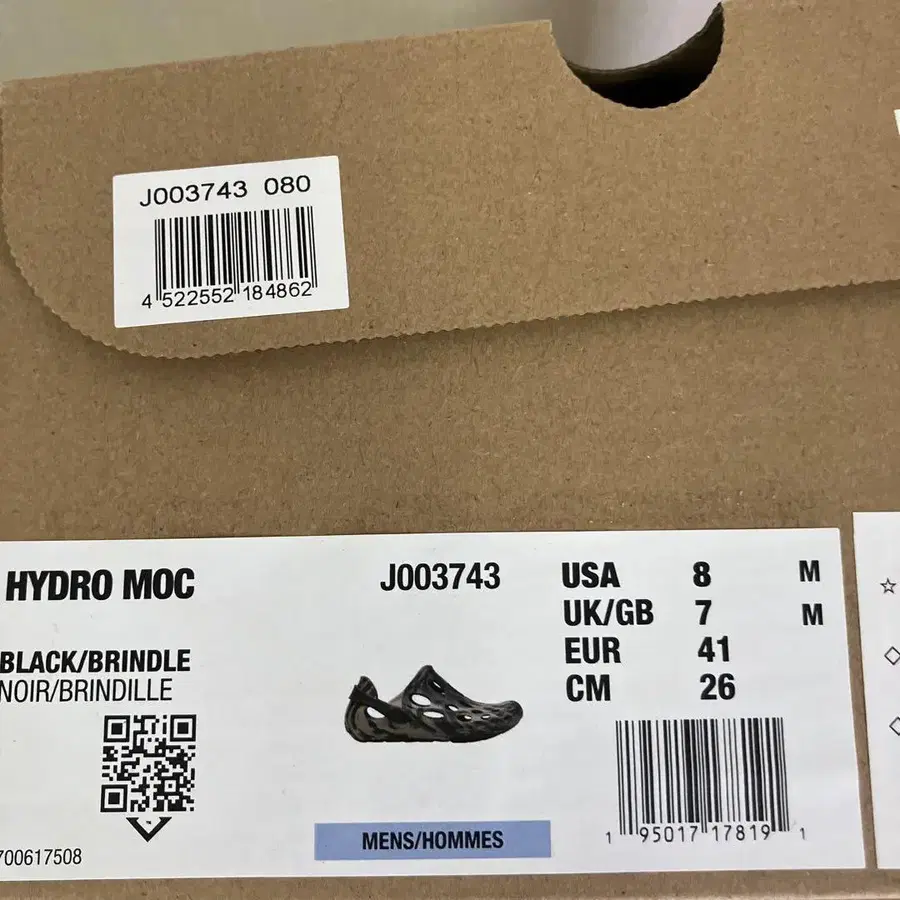 J003743 080
4 522552 184862
HYDRO MOC
J003743
BLACK/BRINDLE
NOIR/BRINDILLE
USA 8 M
UK/GB 7 M
EUR 41
CM 26
MENS/HOMMES
700617508
1 95017 17819 1